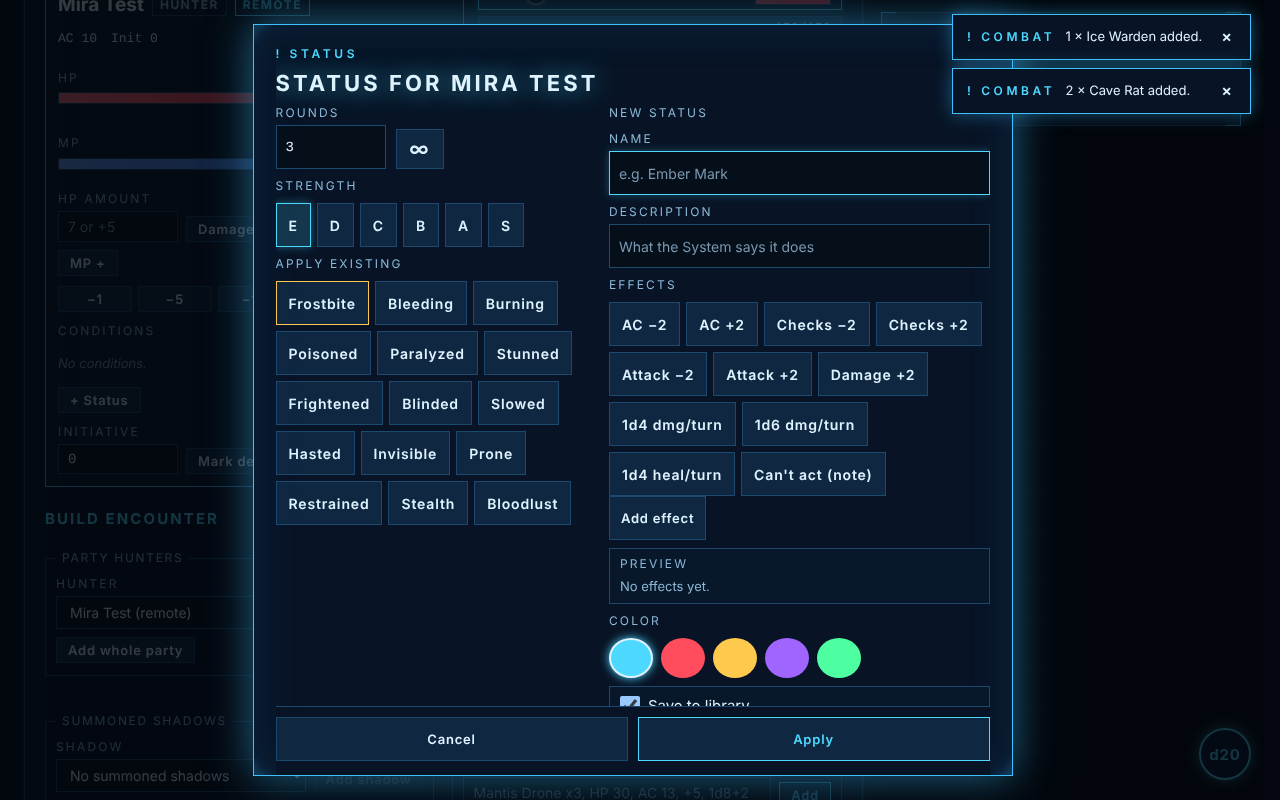 Mira Test HUNTER REMOTE
AC 10 Init 0
HP
MP
HP AMOUNT
7 or +5 Damage
MP +
−1 −5
CONDITIONS
No conditions.
+ Status
INITIATIVE
0 Mark de
BUILD ENCOUNTER
PARTY HUNTERS
HUNTER
Mira Test (remote)
Add whole party
SUMMONED SHADOWS
SHADOW
No summoned shadows
Add shadow
! STATUS
STATUS FOR MIRA TEST
ROUNDS
3 ∞
STRENGTH
E D C B A S
APPLY EXISTING
Frostbite Bleeding Burning
Poisoned Paralyzed Stunned
Frightened Blinded Slowed
Hasted Invisible Prone
Restrained Stealth Bloodlust
NEW STATUS
NAME
e.g. Ember Mark
DESCRIPTION
What the System says it does
EFFECTS
AC −2 AC +2 Checks −2 Checks +2
Attack −2 Attack +2 Damage +2
1d4 dmg/turn 1d6 dmg/turn
1d4 heal/turn Can't act (note)
Add effect
PREVIEW
No effects yet.
COLOR
Save to library
Cancel Apply
Mantis Drone x3, HP 30, AC 13, +5, 1d8+2 Add
! COMBAT 1 × Ice Warden added. ×
! COMBAT 2 × Cave Rat added. ×
d20